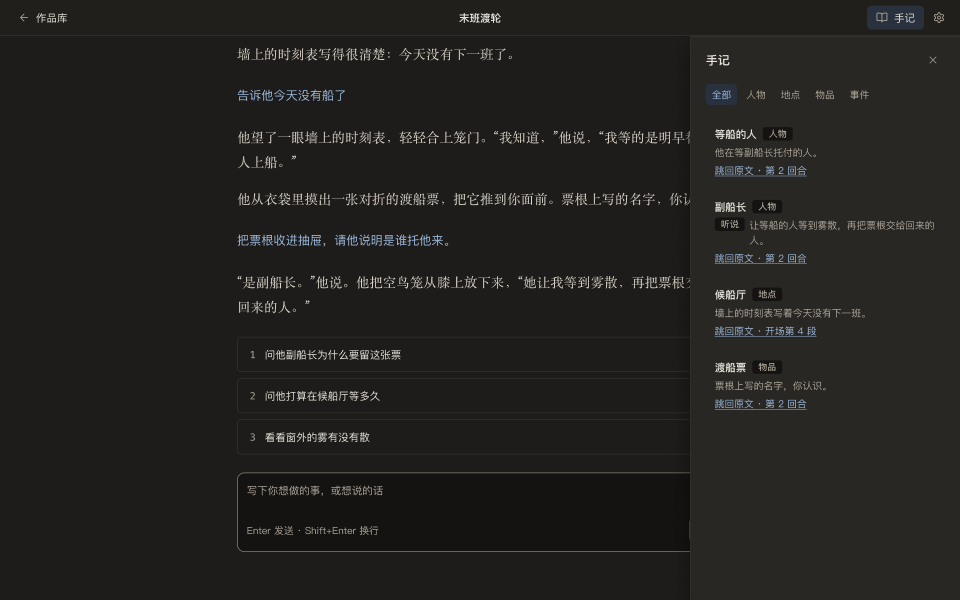 作品库
末班渡轮
手记
墙上的时刻表写得很清楚：今天没有下一班了。
告诉他今天没有船了
他望了一眼墙上的时刻表，轻轻合上笼门。“我知道，”他说，“我等的是明早
人上船。”
他从衣袋里摸出一张对折的渡船票，把它推到你面前。票根上写的名字，你认
把票根收进抽屉，请他说明是谁托他来。
“是副船长。”他说。他把空鸟笼从膝上放下来，“她让我等到雾散，再把票根
回来的人。”
1 问他副船长为什么要留这张票
2 问他打算在候船厅等多久
3 看看窗外的雾有没有散
写下你想做的事，或想说的话
Enter 发送 · Shift+Enter 换行
手记
全部 人物 地点 物品 事件
等船的人 人物
他在等副船长托付的人。
跳回原文 · 第 2 回合
副船长 人物
听说 让等船的人等到雾散，再把票根交给回来的
人。
跳回原文 · 第 2 回合
候船厅 地点
墙上的时刻表写着今天没有下一班。
跳回原文 · 开场第 4 段
渡船票 物品
票根上写的名字，你认识。
跳回原文 · 第 2 回合